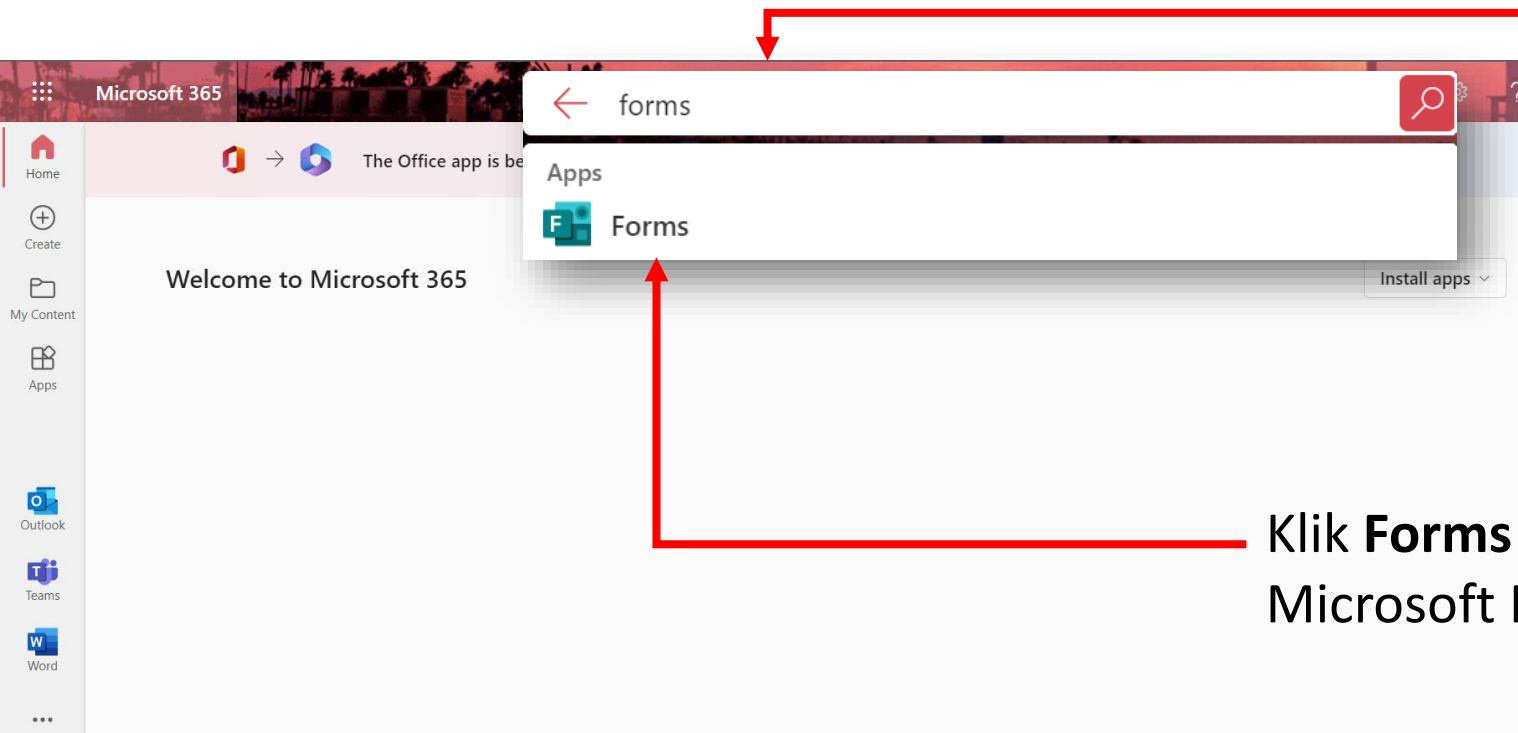 Microsoft 365
forms
Home
The Office app is be
Apps
Forms
Create
Welcome to Microsoft 365
Install apps
My Content
Apps
Outlook
Klik Forms
Teams
Microsoft
Word